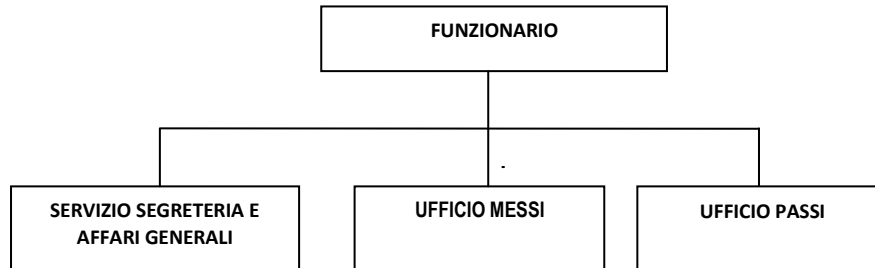 FUNZIONARIO
-
SERVIZIO SEGRETERIA E
AFFARI GENERALI
UFFICIO MESSI
UFFICIO PASSI